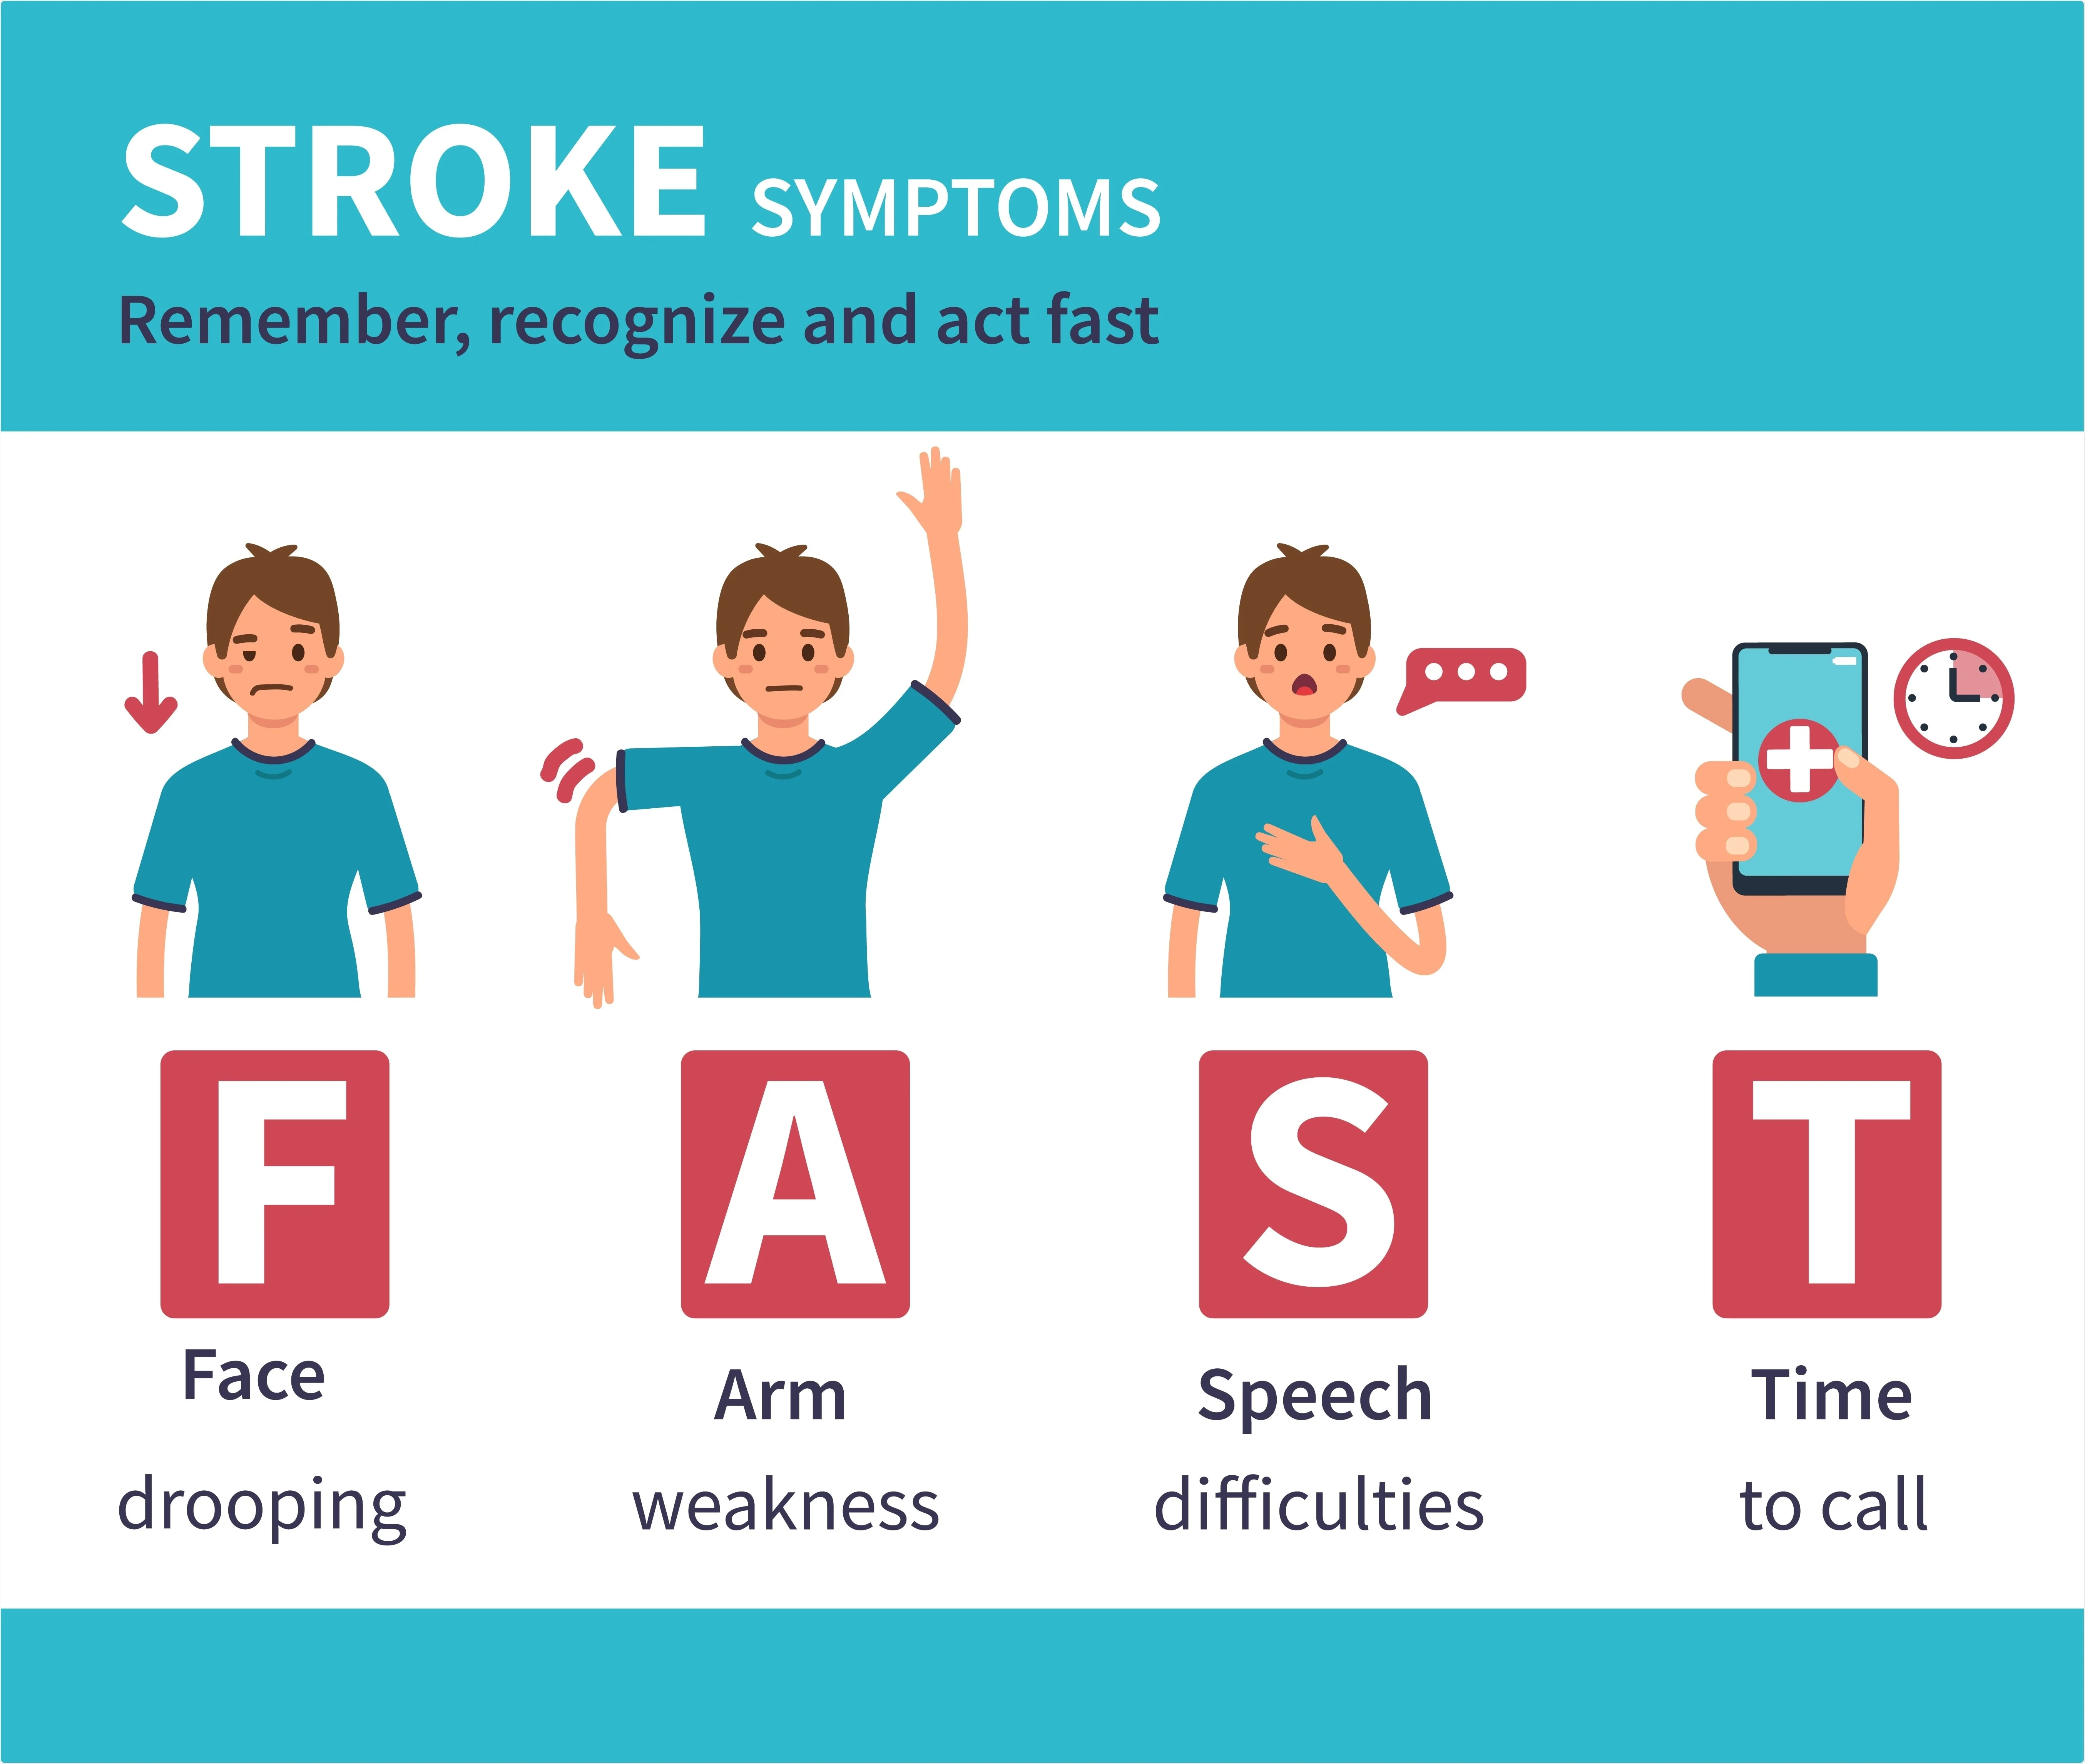 STROKE SYMPTOMS
Remember, recognize and act fast
F
A
S
T
Face
drooping
Arm
weakness
Speech
difficulties
Time
to call